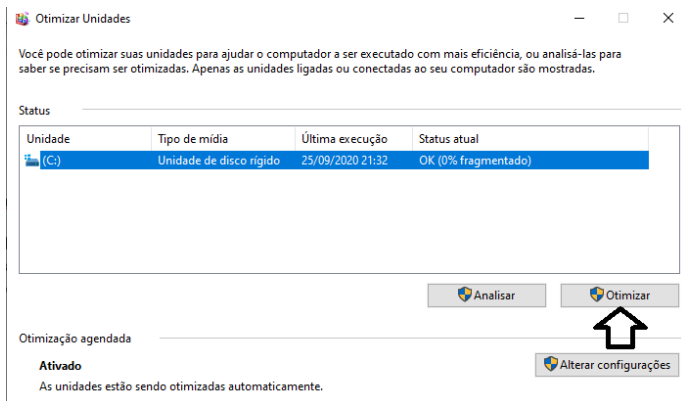 Otimizar Unidades
Você pode otimizar suas unidades para ajudar o computador a ser executado com mais eficiência, ou analisá-las para
saber se precisam ser otimizadas. Apenas as unidades ligadas ou conectadas ao seu computador são mostradas.
Status
Unidade Tipo de mídia Última execução Status atual
(C:) Unidade de disco rígido 25/09/2020 21:32 OK (0% fragmentado)
Analisar Otimizar
Otimização agendada
Ativado Alterar configurações
As unidades estão sendo otimizadas automaticamente.